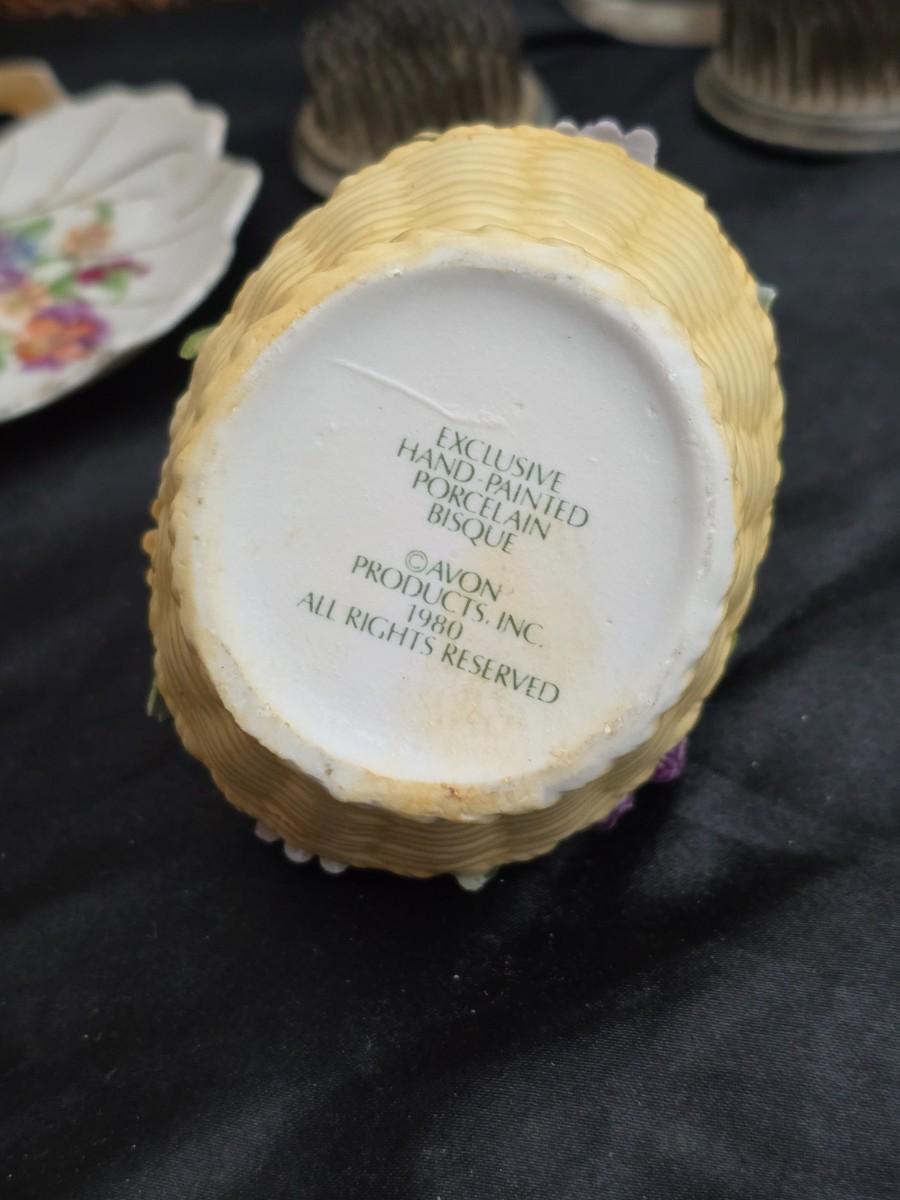 EXCLUSIVE
HAND-PAINTED
PORCELAIN
BISQUE
©AVON
PRODUCTS, INC.
1980
ALL RIGHTS RESERVED